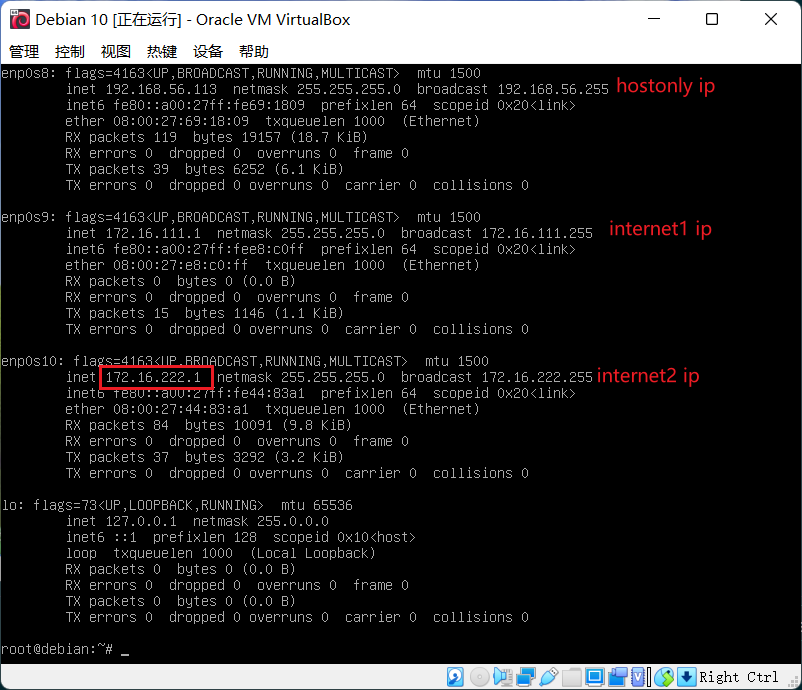 Debian 10 [正在运行] - Oracle VM VirtualBox
管理 控制 视图 热键 设备 帮助
enp0s8: flags=4163<UP,BROADCAST,RUNNING,MULTICAST> mtu 1500
inet 192.168.56.113 netmask 255.255.255.0 broadcast 192.168.56.255 hostonly ip
inet6 fe80::a00:27ff:fe69:1809 prefixlen 64 scopeid 0x20<link>
ether 08:00:27:69:18:09 txqueuelen 1000 (Ethernet)
RX packets 119 bytes 19157 (18.7 KiB)
RX errors 0 dropped 0 overruns 0 frame 0
TX packets 39 bytes 6252 (6.1 KiB)
TX errors 0 dropped 0 overruns 0 carrier 0 collisions 0
enp0s9: flags=4163<UP,BROADCAST,RUNNING,MULTICAST> mtu 1500
inet 172.16.111.1 netmask 255.255.255.0 broadcast 172.16.111.255 internet1 ip
inet6 fe80::a00:27ff:fee8:c0ff prefixlen 64 scopeid 0x20<link>
ether 08:00:27:e8:c0:ff txqueuelen 1000 (Ethernet)
RX packets 0 bytes 0 (0.0 B)
RX errors 0 dropped 0 overruns 0 frame 0
TX packets 15 bytes 1146 (1.1 KiB)
TX errors 0 dropped 0 overruns 0 carrier 0 collisions 0
enp0s10: flags=4163<UP,BROADCAST,RUNNING,MULTICAST> mtu 1500
inet 172.16.222.1 netmask 255.255.255.0 broadcast 172.16.222.255 internet2 ip
inet6 fe80::a00:27ff:fe44:83a1 prefixlen 64 scopeid 0x20<link>
ether 08:00:27:44:83:a1 txqueuelen 1000 (Ethernet)
RX packets 84 bytes 10091 (9.8 KiB)
RX errors 0 dropped 0 overruns 0 frame 0
TX packets 37 bytes 3292 (3.2 KiB)
TX errors 0 dropped 0 overruns 0 carrier 0 collisions 0
lo: flags=73<UP,LOOPBACK,RUNNING> mtu 65536
inet 127.0.0.1 netmask 255.0.0.0
inet6 ::1 prefixlen 128 scopeid 0x10<host>
loop txqueuelen 1000 (Local Loopback)
RX packets 0 bytes 0 (0.0 B)
RX errors 0 dropped 0 overruns 0 frame 0
TX packets 0 bytes 0 (0.0 B)
TX errors 0 dropped 0 overruns 0 carrier 0 collisions 0
root@debian:~# _
Right Ctrl